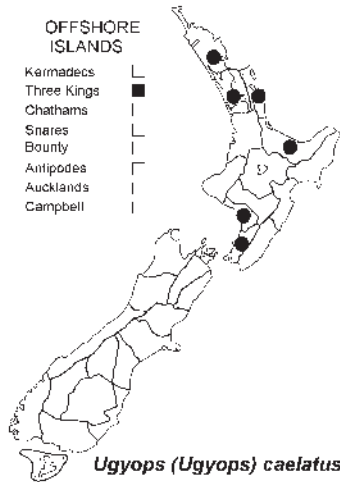 OFFSHORE
ISLANDS
Kermadecs
Three Kings
Chathams
Snares
Bounty
Antipodes
Aucklands
Campbell
Ugyops (Ugyops) caelatus